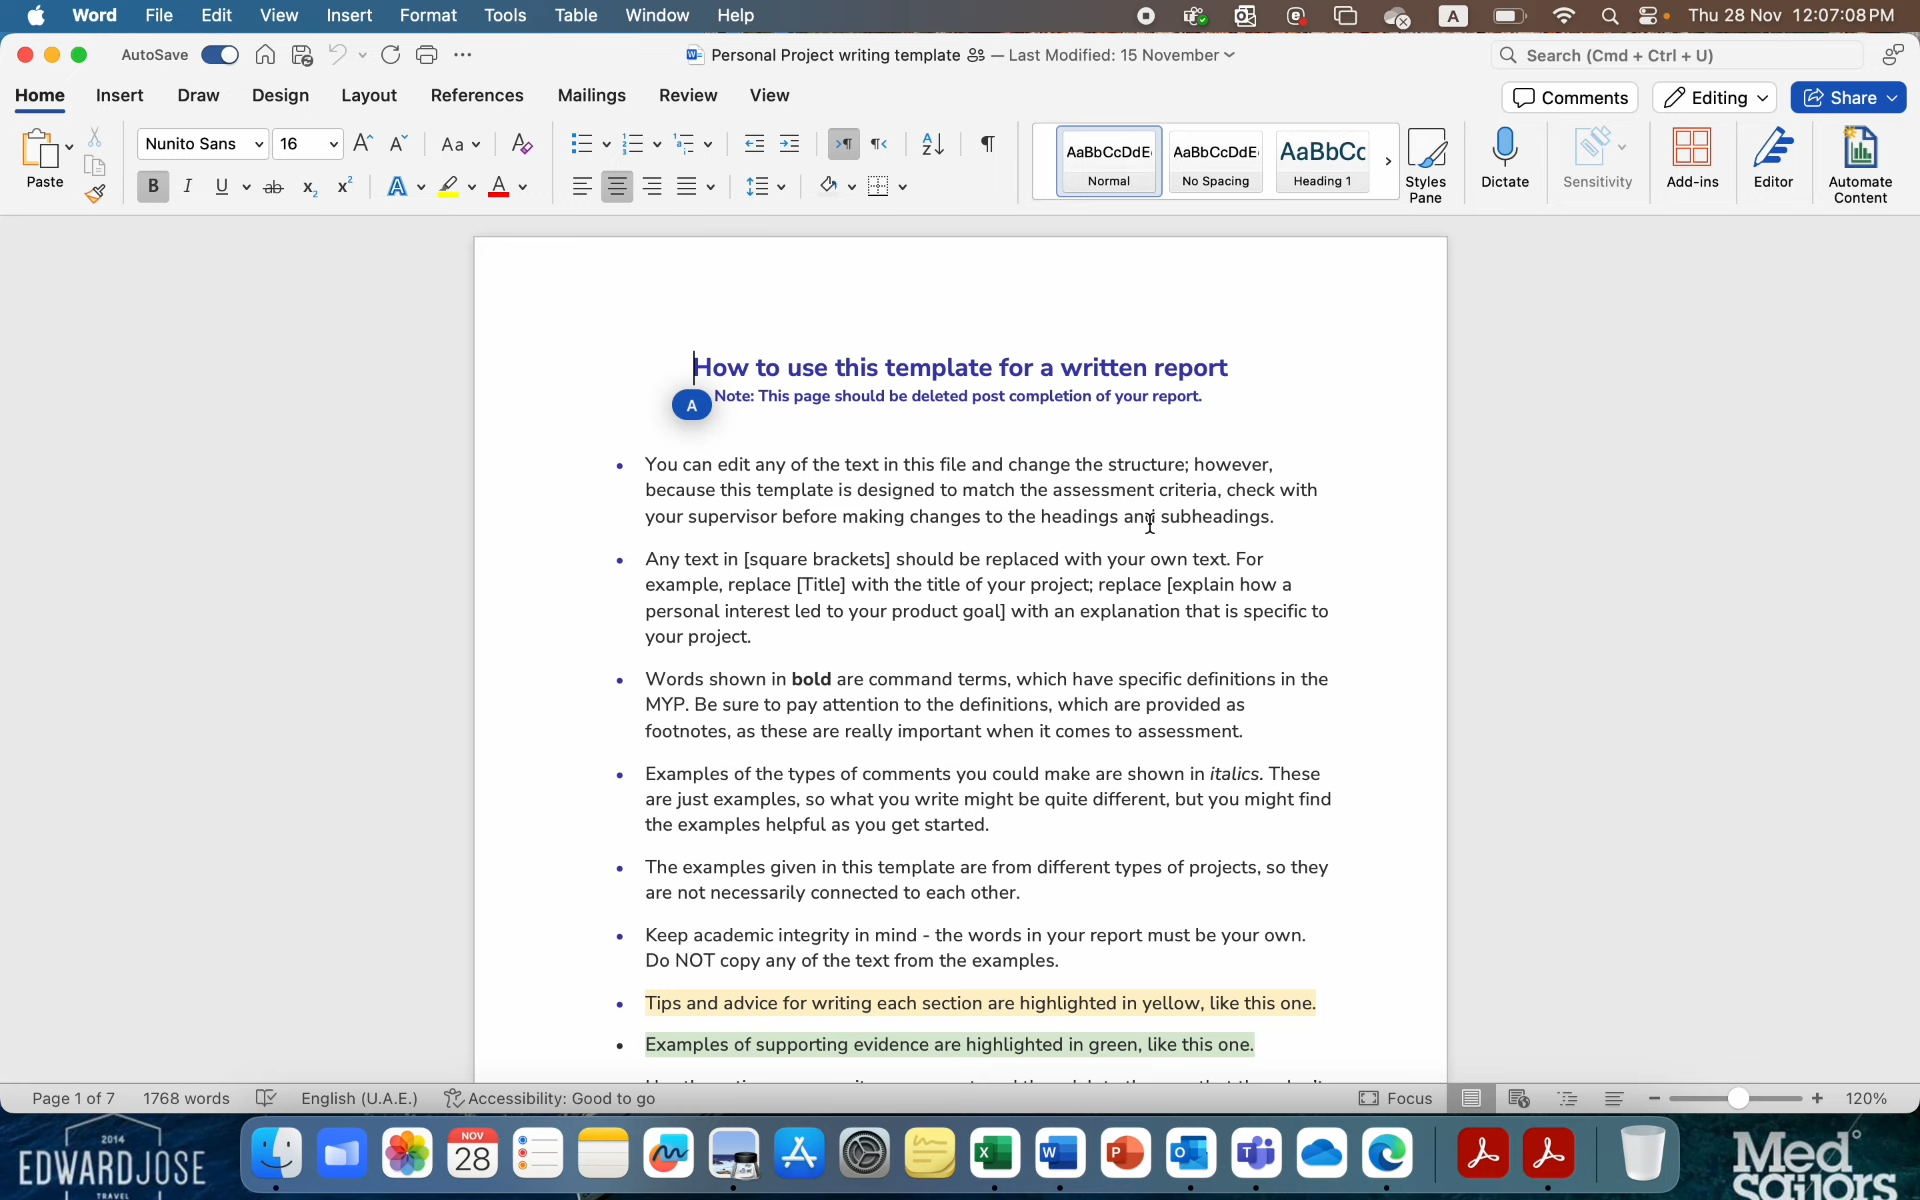 Word File Edit View Insert Format Tools Table Window Help A Thu 28 Nov 12:07:08 PM
AutoSave Personal Project writing template — Last Modified: 15 November Search (Cmd + Ctrl + U)
Home Insert Draw Design Layout References Mailings Review View Comments Editing Share
Nunito Sans 16 Aa
Paste B I U ab x₂ x² A A
AaBbCcDdE AaBbCcDdE AaBbCc
Normal No Spacing Heading 1
Styles Pane Dictate Sensitivity Add-ins Editor Automate Content
How to use this template for a written report
A Note: This page should be deleted post completion of your report.
• You can edit any of the text in this file and change the structure; however,
because this template is designed to match the assessment criteria, check with
your supervisor before making changes to the headings and subheadings.
• Any text in [square brackets] should be replaced with your own text. For
example, replace [Title] with the title of your project; replace [explain how a
personal interest led to your product goal] with an explanation that is specific to
your project.
• Words shown in bold are command terms, which have specific definitions in the
MYP. Be sure to pay attention to the definitions, which are provided as
footnotes, as these are really important when it comes to assessment.
• Examples of the types of comments you could make are shown in italics. These
are just examples, so what you write might be quite different, but you might find
the examples helpful as you get started.
• The examples given in this template are from different types of projects, so they
are not necessarily connected to each other.
• Keep academic integrity in mind - the words in your report must be your own.
Do NOT copy any of the text from the examples.
• Tips and advice for writing each section are highlighted in yellow, like this one.
• Examples of supporting evidence are highlighted in green, like this one.
Page 1 of 7 1768 words English (U.A.E.) Accessibility: Good to go Focus 120%
2014
EDWARDJOSE
TRAVEL
NOV
28
Med
Sailors